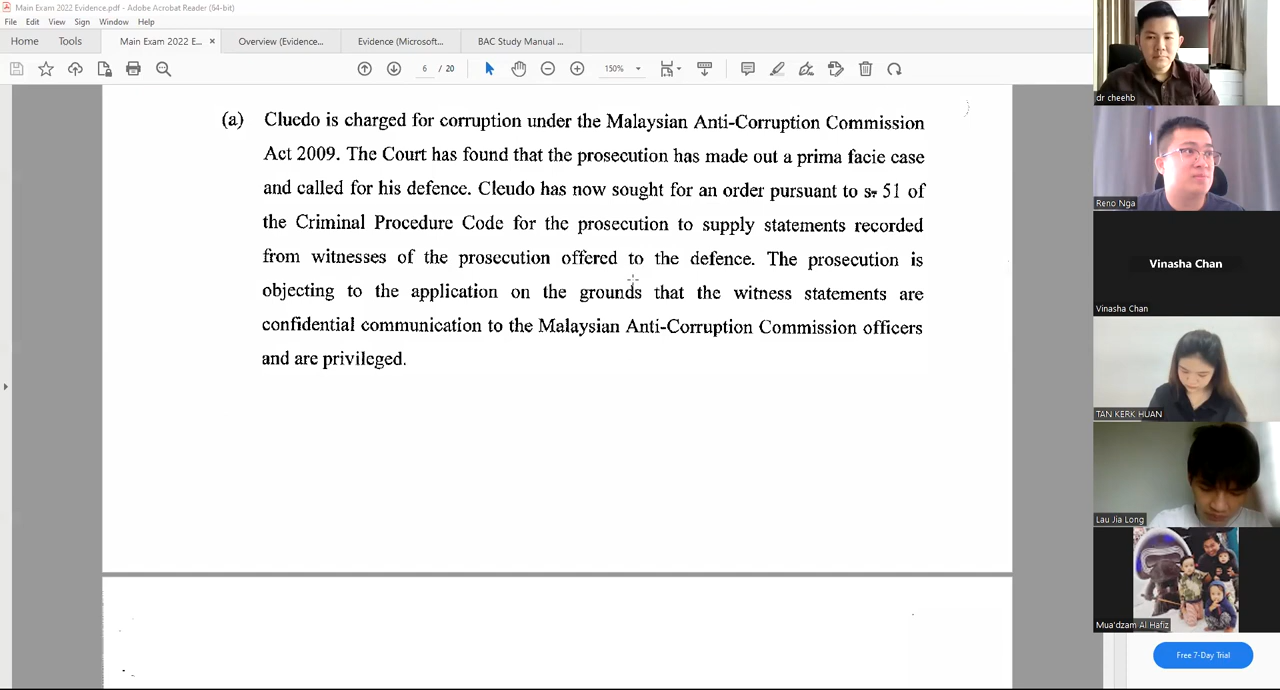 Main Exam 2022 Evidence.pdf - Adobe Acrobat Reader (64-bit)
File Edit View Sign Window Help
Home Tools Main Exam 2022 E... × Overview (Evidence... Evidence (Microsoft... BAC Study Manual ...
6 / 20 150%
(a) Cluedo is charged for corruption under the Malaysian Anti-Corruption Commission
Act 2009. The Court has found that the prosecution has made out a prima facie case
and called for his defence. Cleudo has now sought for an order pursuant to s. 51 of
the Criminal Procedure Code for the prosecution to supply statements recorded
from witnesses of the prosecution offered to the defence. The prosecution is
objecting to the application on the grounds that the witness statements are
confidential communication to the Malaysian Anti-Corruption Commission officers
and are privileged.
dr cheehb
Reno Nga
Vinasha Chan
Vinasha Chan
TAN KERK HUAN
Lau Jia Long
Mua'dzam Al Hafiz
Free 7-Day Trial